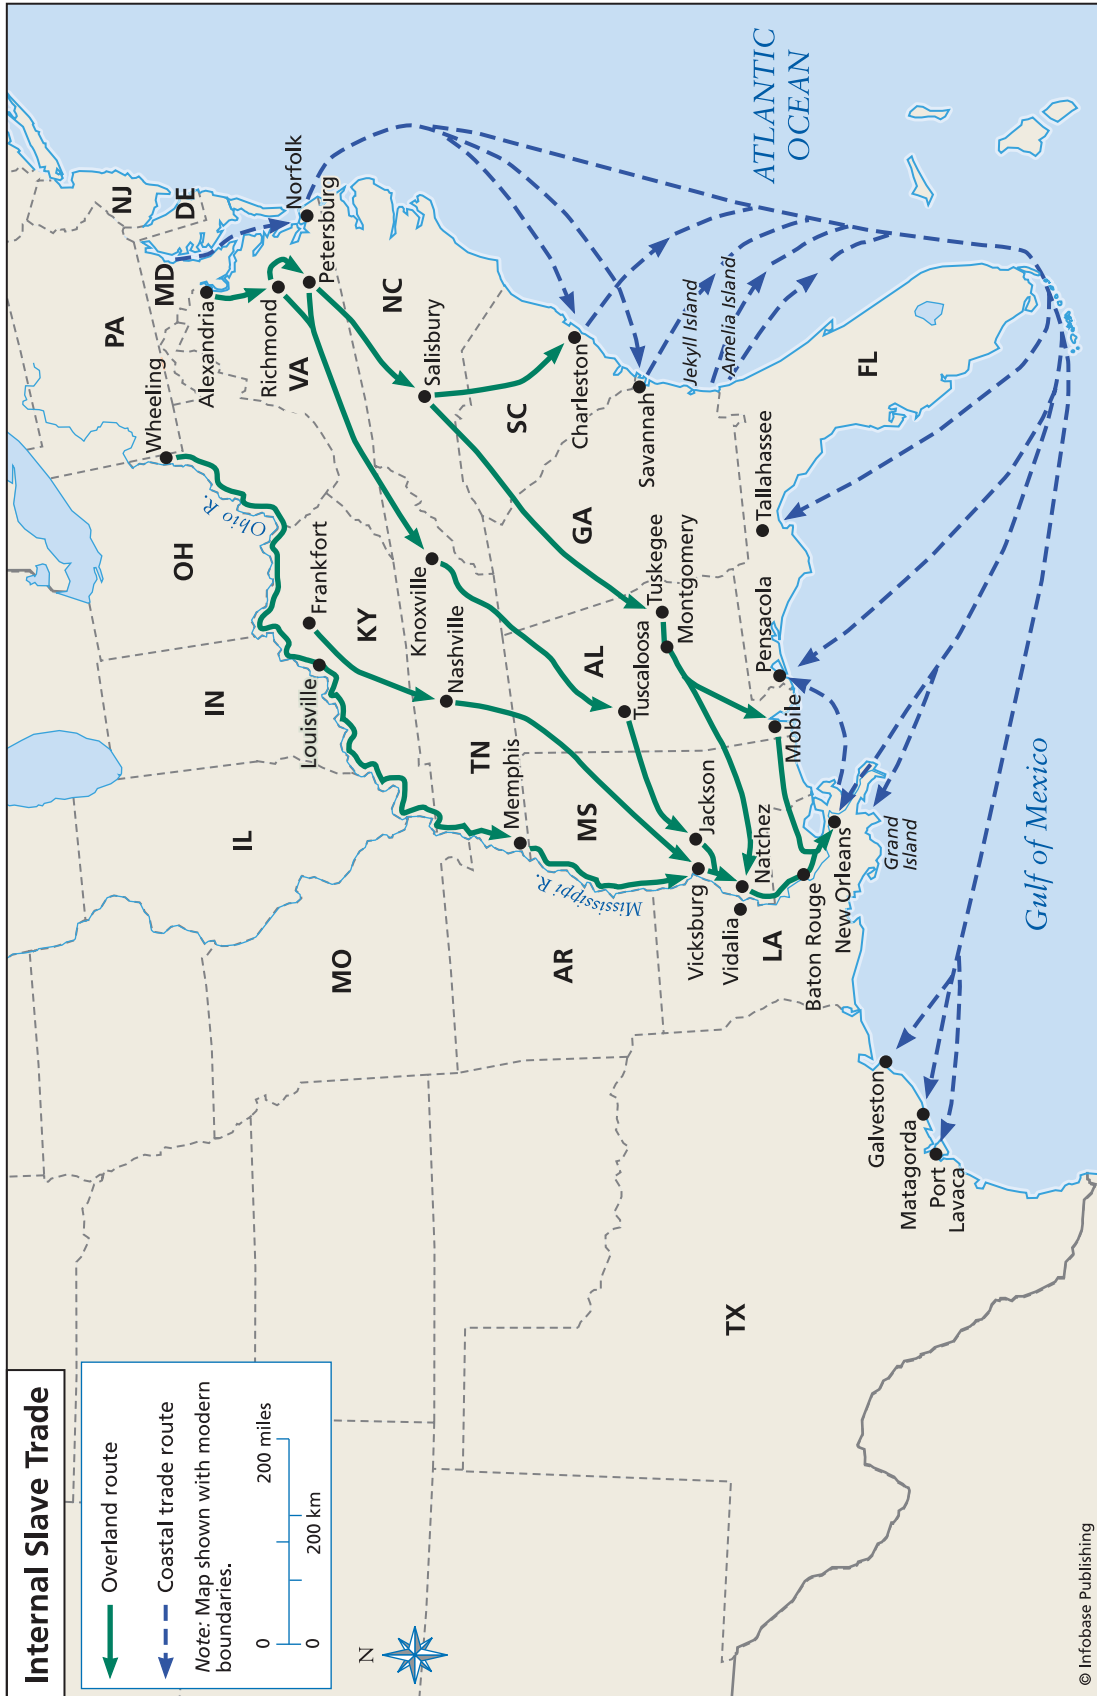 Internal Slave Trade
Overland route
Coastal trade route
Note: Map shown with modern
boundaries.
0
200 miles
0
200 km
N
PA
NJ
MD
DE
OH
IN
IL
MO
KY
VA
NC
TN
SC
AR
MS
AL
GA
LA
TX
FL
Wheeling
Alexandria
Richmond
Norfolk
Petersburg
Ohio R.
Frankfort
Louisville
Salisbury
Knoxville
Nashville
Memphis
Mississippi R.
Charleston
Savannah
Jekyll Island
Amelia Island
Tuscaloosa
Tuskegee
Montgomery
Jackson
Vicksburg
Natchez
Vidalia
Tallahassee
Pensacola
Mobile
Baton Rouge
New Orleans
Grand
Island
Galveston
Matagorda
Port
Lavaca
ATLANTIC
OCEAN
Gulf of Mexico
© Infobase Publishing